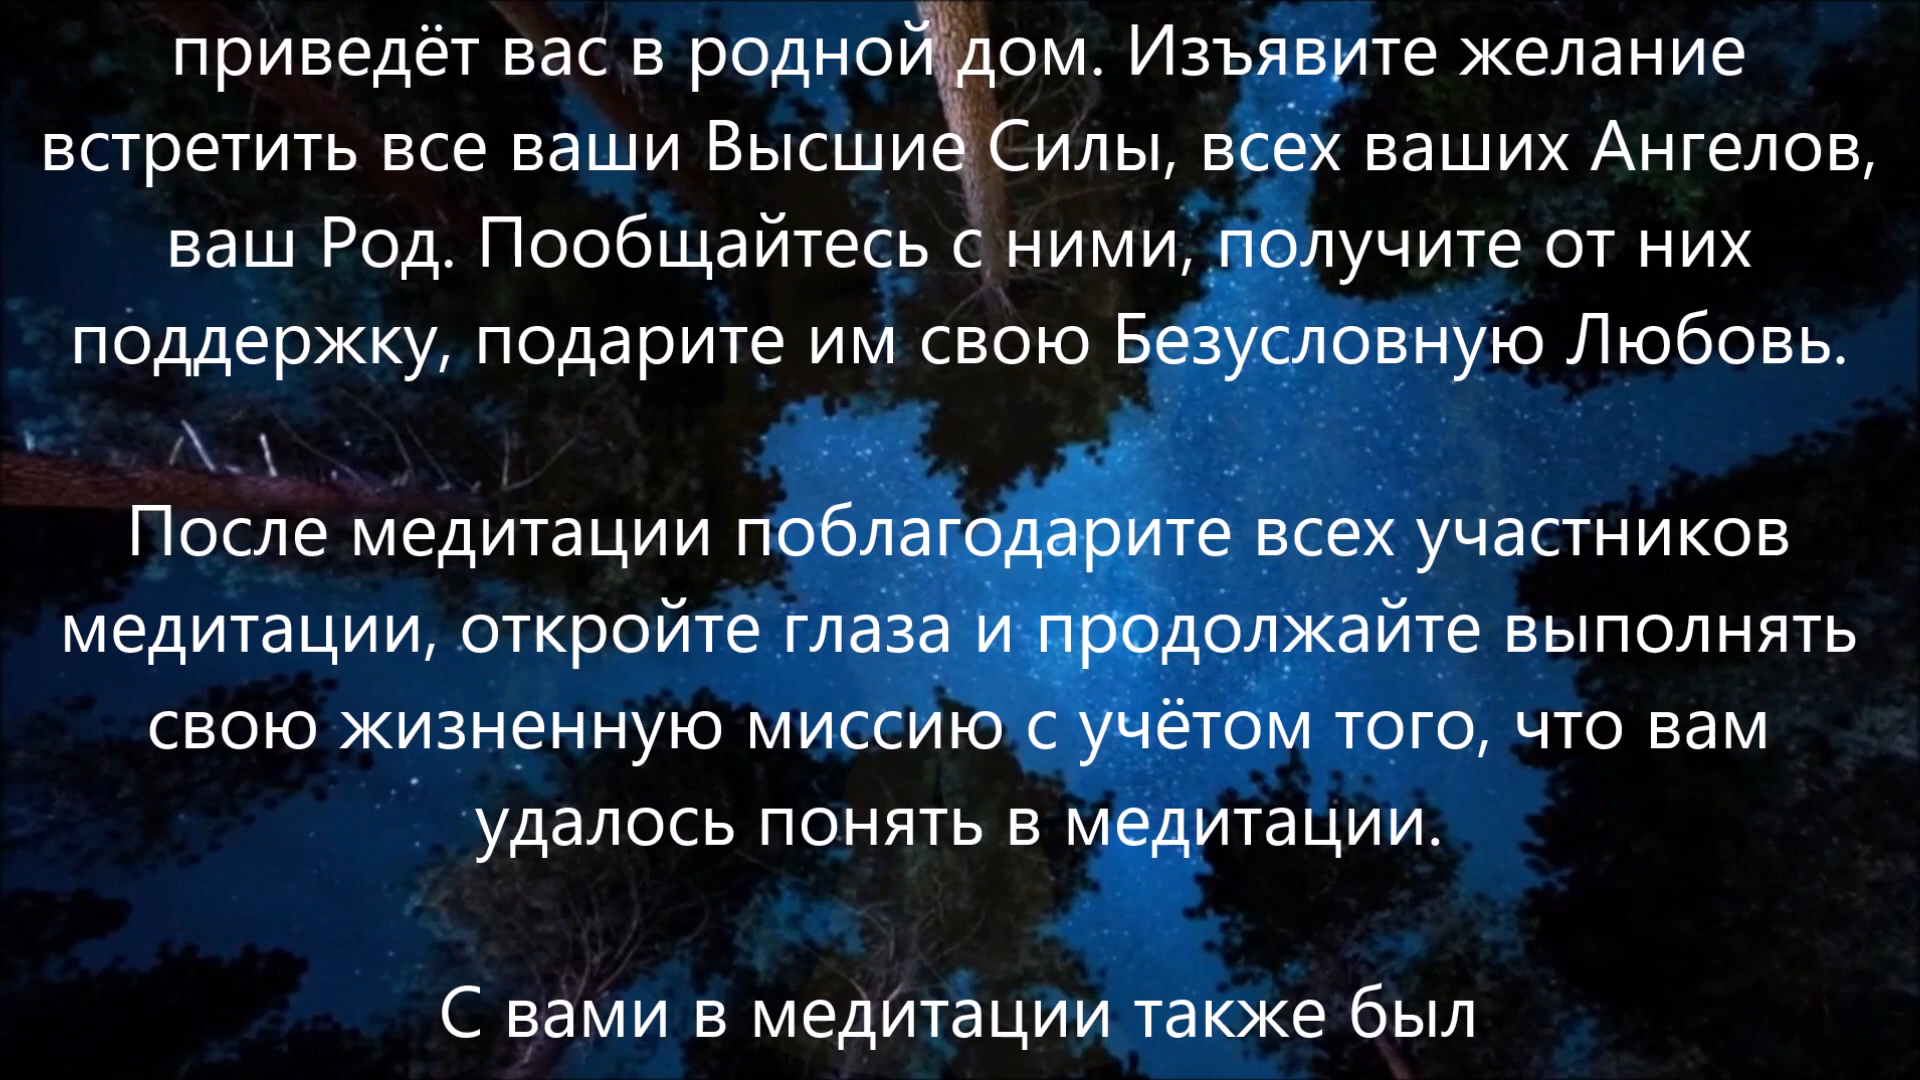 приведёт вас в родной дом. Изъявите желание
встретить все ваши Высшие Силы, всех ваших Ангелов,
ваш Род. Пообщайтесь с ними, получите от них
поддержку, подарите им свою Безусловную Любовь.
После медитации поблагодарите всех участников
медитации, откройте глаза и продолжайте выполнять
свою жизненную миссию с учётом того, что вам
удалось понять в медитации.
С вами в медитации также был